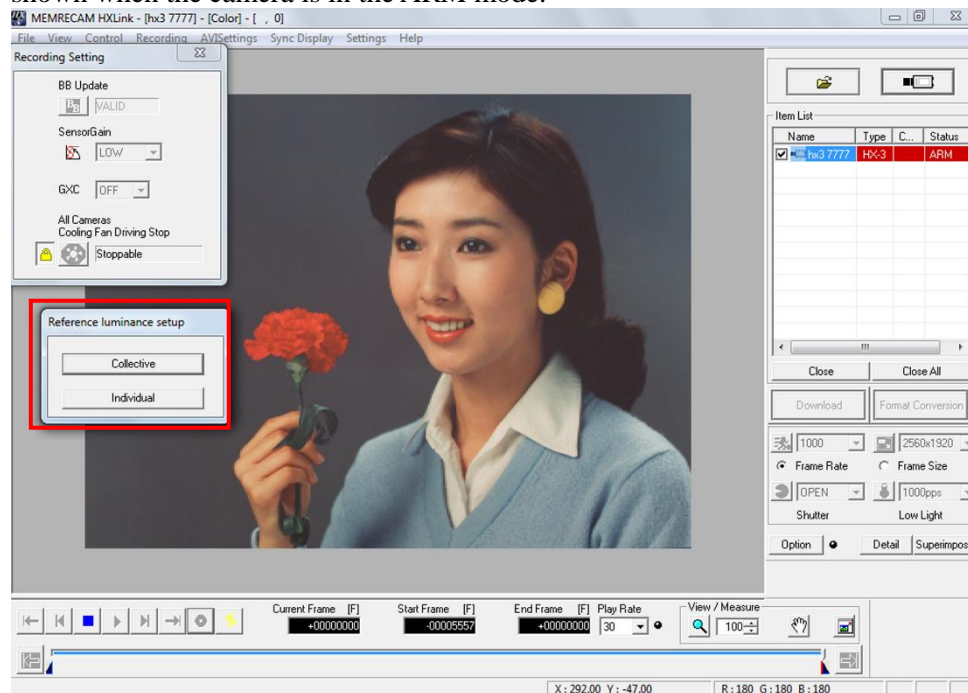 shown when the camera is in the ARM mode.
MEMRECAM HXLink - [hx3 7777] - [Color] - [ , 0]
File View Control Recording AVISettings Sync Display Settings Help
Recording Setting
BB Update
BB VALID
SensorGain
LOW
GXC OFF
All Cameras
Cooling Fan Driving Stop
Stoppable
Reference luminance setup
Collective
Individual
Item List
Name Type C... Status
hx3 7777 HX-3 ARM
Close Close All
Download Format Conversion
1000 2560x1920
Frame Rate Frame Size
OPEN 1000pps
Shutter Low Light
Option Detail Superimpos
Current Frame [F] Start Frame [F] End Frame [F] Play Rate View / Measure
+00000000 -00005557 +00000000 30 100
X : 292.00 Y : -47.00 R : 180 G : 180 B : 180